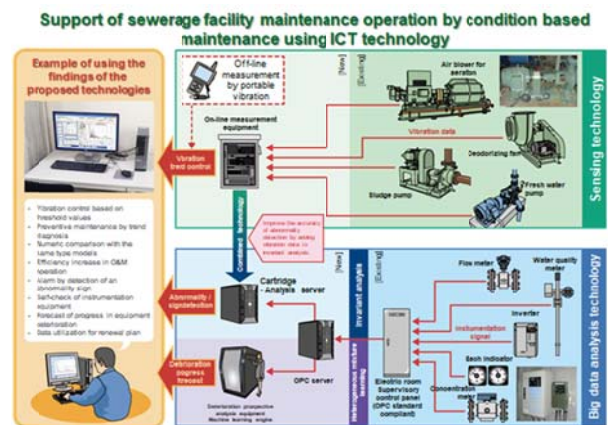 Support of sewerage facility maintenance operation by condition based
maintenance using ICT technology
Example of using the
findings of the
proposed technologies
Vibration control based on
threshold values
Preventive maintenance by trend
diagnosis
Numeric comparison with the
same type models
Efficiency increase in O&M
operation
Alarm by detection of an
abnormality sign
Self-check of instrumentation
equipment
Forecast of progress in equipment
deterioration
Data utilization for renewal plan
Off-line
measurement
by portable
vibration
On-line measurement
equipment
Vibration
trend control
[New]
[Existing]
Air blower for
aeration
Vibration data
Deodorizing fan
Sludge pump
Fresh water
pump
Sensing technology
Combined technology
Improve the accuracy
of abnormality
detection by adding
vibration data to
invariant analysis.
Abnormality /
sign detection
Cartridge
- Analysis server
Deterioration
pogress
forecast
OPC server
Deterioration prospective
analysis equipment
Machine learning engine
Invariant analysis
Heterogeneous mixture
learning
[New]
[Existing]
Flow meter
Water quality
meter
Inverter
Instrumentation
signal
Each indicator
Concentration
meter
Electric room
Supervisory
control panel
(OPC standard
compliant)
Big data analysis technology